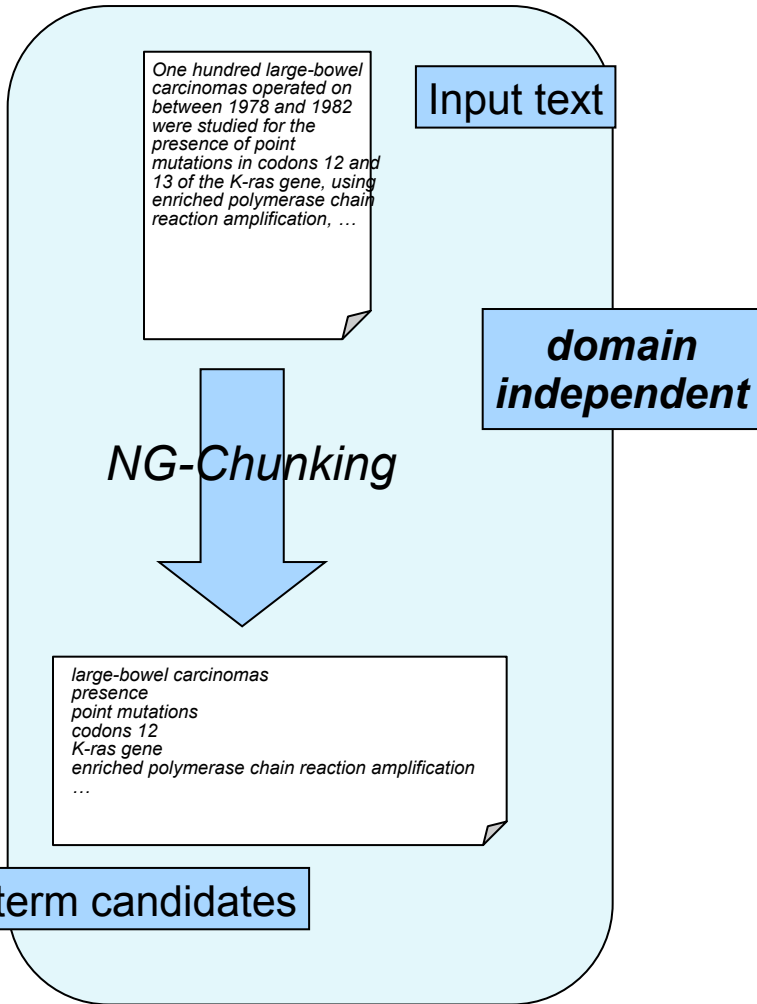 One hundred large-bowel
carcinomas operated on
between 1978 and 1982
were studied for the
presence of point
mutations in codons 12 and
13 of the K-ras gene, using
enriched polymerase chain
reaction amplification, …
Input text
domain
independent
NG-Chunking
large-bowel carcinomas
presence
point mutations
codons 12
K-ras gene
enriched polymerase chain reaction amplification
…
term candidates